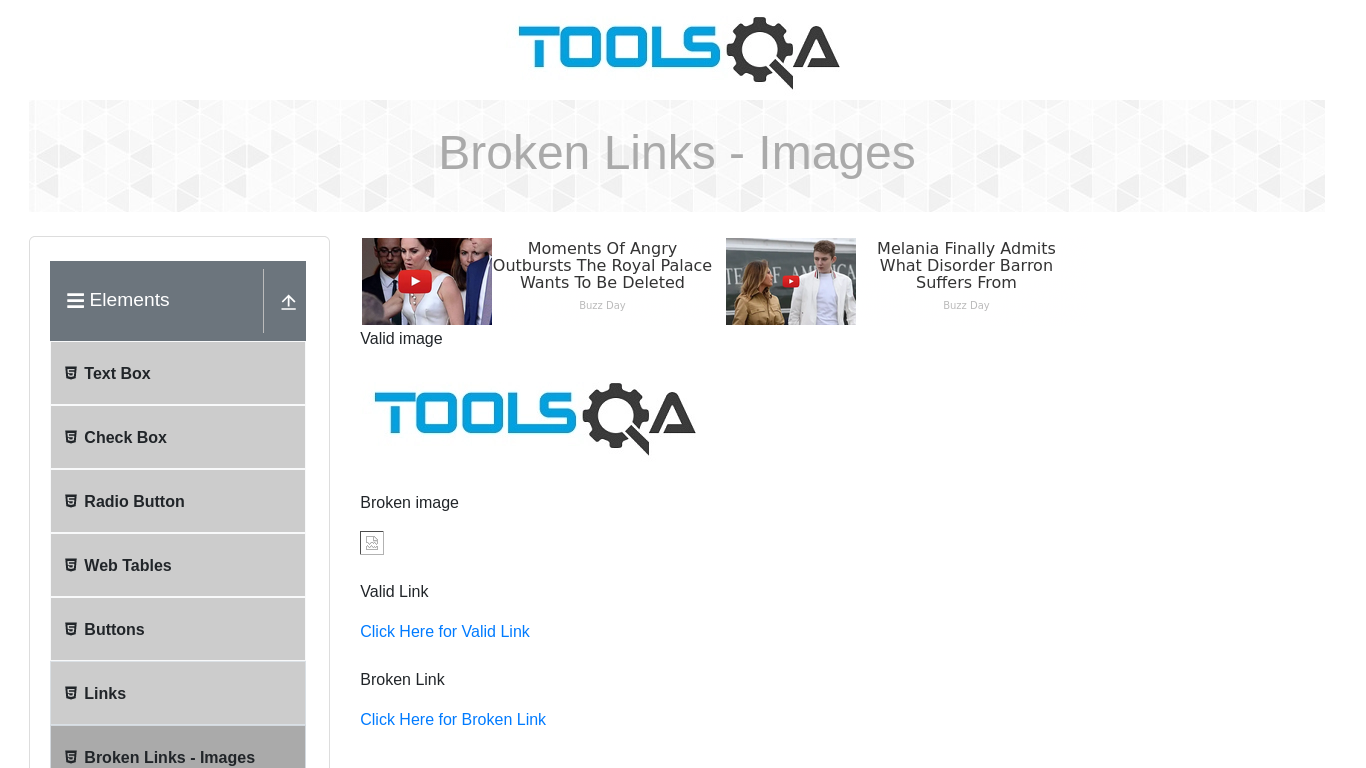 TOOLSQA
Broken Links - Images
Elements
Text Box
Check Box
Radio Button
Web Tables
Buttons
Links
Broken Links - Images
Moments Of Angry
Outbursts The Royal Palace
Wants To Be Deleted
Buzz Day
TE OF AMERICA
Melania Finally Admits
What Disorder Barron
Suffers From
Buzz Day
Valid image
TOOLSQA
Broken image
Valid Link
Click Here for Valid Link
Broken Link
Click Here for Broken Link